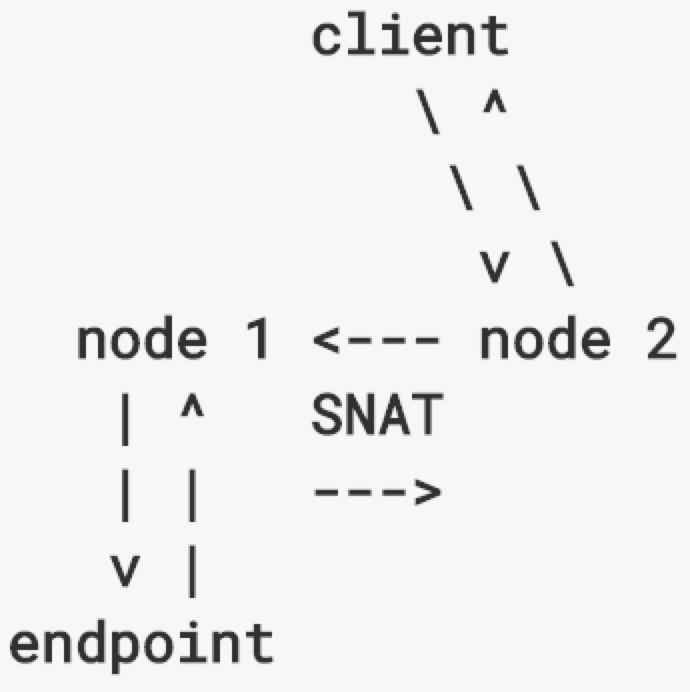 client
\ ^
\ \
v \
node 1 <--- node 2
| ^ SNAT
| | --->
v |
endpoint